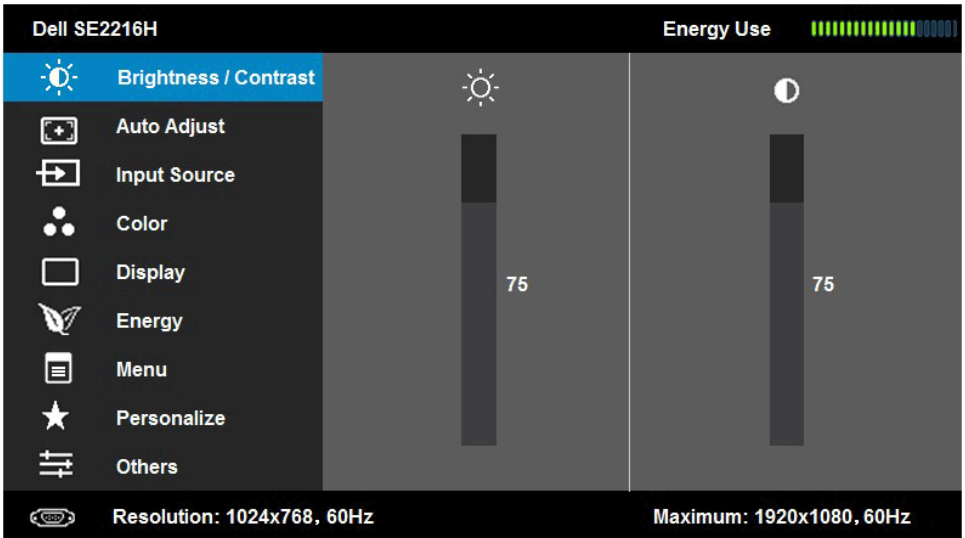 Dell SE2216H Energy Use
Brightness / Contrast
Auto Adjust
Input Source
Color
Display
75 75
Energy
Menu
Personalize
Others
Resolution: 1024x768, 60Hz Maximum: 1920x1080, 60Hz